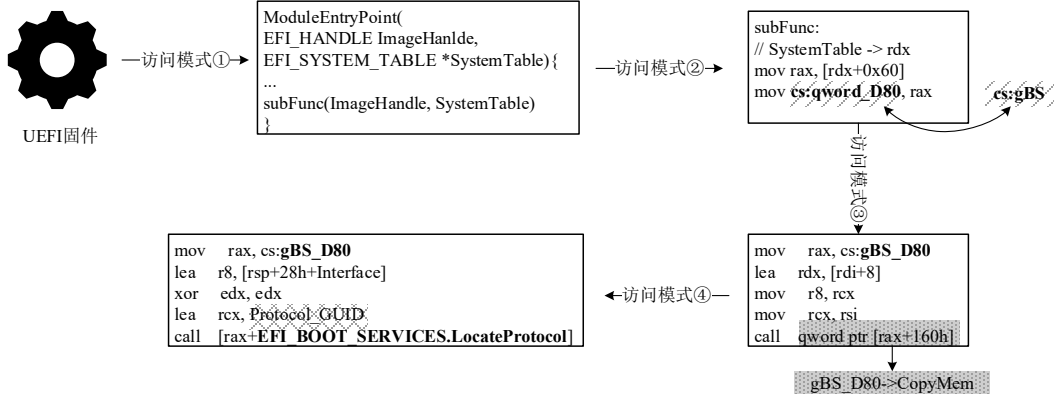 UEFI固件
访问模式①
ModuleEntryPoint(
EFI_HANDLE ImageHanlde,
EFI_SYSTEM_TABLE *SystemTable){
...
subFunc(ImageHandle, SystemTable)
}
访问模式②
subFunc:
// SystemTable -> rdx
mov rax, [rdx+0x60]
mov cs:qword_D80, rax
cs:gBS
访问模式③
mov rax, cs:gBS_D80
lea rdx, [rdi+8]
mov r8, rcx
mov rcx, rsi
call qword ptr [rax+160h]
gBS_D80->CopyMem
访问模式④
mov rax, cs:gBS_D80
lea r8, [rsp+28h+Interface]
xor edx, edx
lea rcx, Protocol_GUID
call [rax+EFI_BOOT_SERVICES.LocateProtocol]